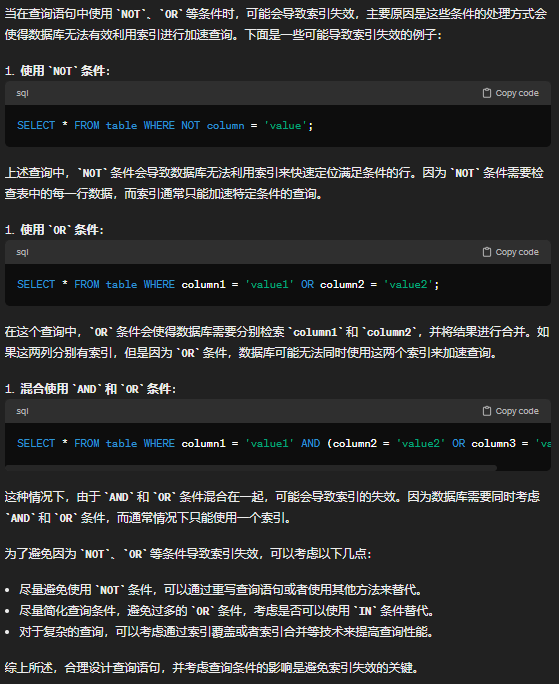 当在查询语句中使用 `NOT`、`OR` 等条件时，可能会导致索引失效，主要原因是这些条件的处理方式会
使得数据库无法有效利用索引进行加速查询。下面是一些可能导致索引失效的例子：
1. 使用 `NOT` 条件：
sql
Copy code
SELECT * FROM table WHERE NOT column = 'value';
上述查询中，`NOT` 条件会导致数据库无法利用索引来快速定位满足条件的行。因为 `NOT` 条件需要检
查表中的每一行数据，而索引通常只能加速特定条件的查询。
1. 使用 `OR` 条件：
sql
Copy code
SELECT * FROM table WHERE column1 = 'value1' OR column2 = 'value2';
在这个查询中，`OR` 条件会使得数据库需要分别检索 `column1` 和 `column2`，并将结果进行合并。如
果这两列分别有索引，但是因为 `OR` 条件，数据库可能无法同时使用这两个索引来加速查询。
1. 混合使用 `AND` 和 `OR` 条件：
sql
Copy code
SELECT * FROM table WHERE column1 = 'value1' AND (column2 = 'value2' OR column3 = 'va
这种情况下，由于 `AND` 和 `OR` 条件混合在一起，可能会导致索引的失效。因为数据库需要同时考虑
`AND` 和 `OR` 条件，而通常情况下只能使用一个索引。
为了避免因为 `NOT`、`OR` 等条件导致索引失效，可以考虑以下几点：
• 尽量避免使用 `NOT` 条件，可以通过重写查询语句或者使用其他方法来替代。
• 尽量简化查询条件，避免过多的 `OR` 条件，考虑是否可以使用 `IN` 条件替代。
• 对于复杂的查询，可以考虑通过索引覆盖或者索引合并等技术来提高查询性能。
综上所述，合理设计查询语句，并考虑查询条件的影响是避免索引失效的关键。